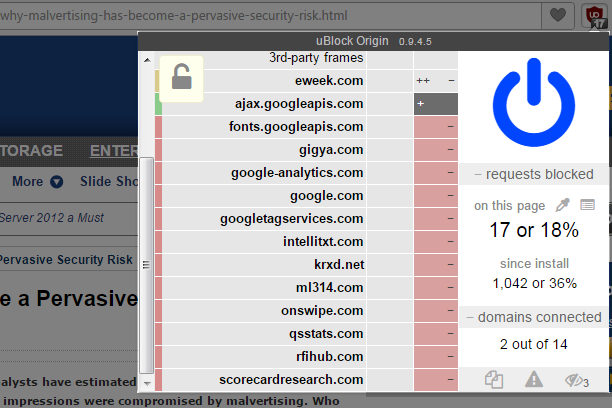 why-malvertising-has-become-a-pervasive-security-risk.html
17
uBlock Origin 0.9.4.5
3rd-party frames
eweek.com ++ −
ajax.googleapis.com +
fonts.googleapis.com −
gigya.com −
google-analytics.com −
google.com −
googletagservices.com −
intellitxt.com −
krxd.net −
ml314.com −
onswipe.com −
qsstats.com −
rfihub.com −
scorecardresearch.com −
− requests blocked
on this page
17 or 18%
since install
1,042 or 36%
− domains connected
2 out of 14
3
TORAGE ENTER
More Slide Sho
Server 2012 a Must
Pervasive Security Risk
e a Pervasive
alysts have estimated
impressions were compromised by malvertising. Who